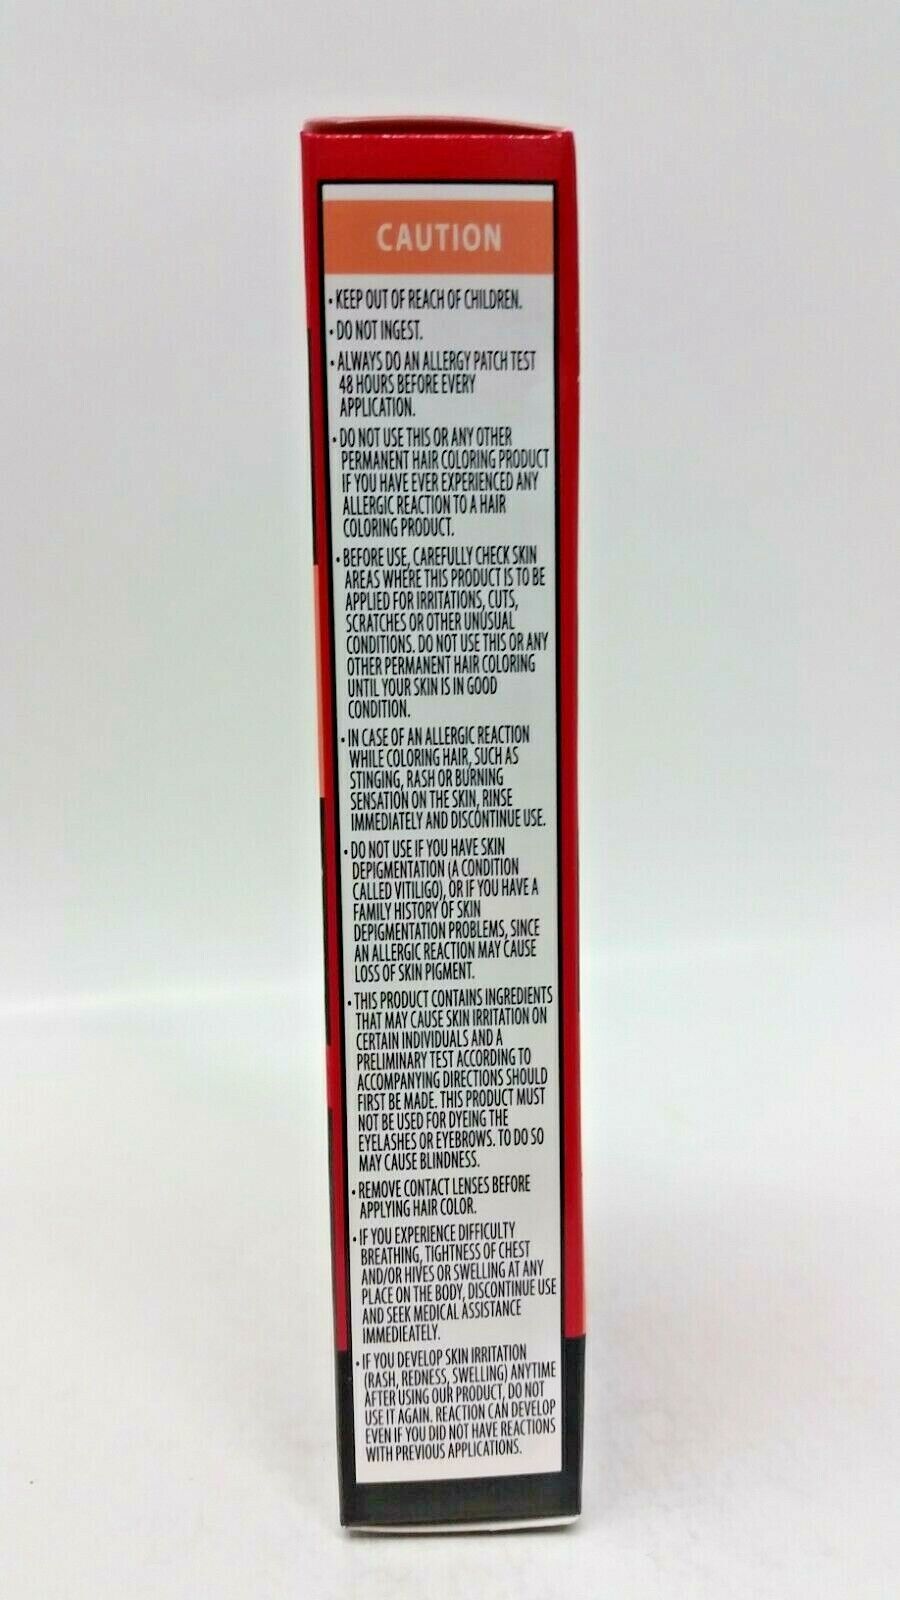 CAUTION
• KEEP OUT OF REACH OF CHILDREN.
• DO NOT INGEST.
• ALWAYS DO AN ALLERGY PATCH TEST
48 HOURS BEFORE EVERY
APPLICATION.
• DO NOT USE THIS OR ANY OTHER
PERMANENT HAIR COLORING PRODUCT
IF YOU HAVE EVER EXPERIENCED ANY
ALLERGIC REACTION TO A HAIR
COLORING PRODUCT.
• BEFORE USE, CAREFULLY CHECK SKIN
AREAS WHERE THIS PRODUCT IS TO BE
APPLIED FOR IRRITATIONS, CUTS,
SCRATCHES OR OTHER UNUSUAL
CONDITIONS. DO NOT USE THIS OR ANY
OTHER PERMANENT HAIR COLORING
UNTIL YOUR SKIN IS IN GOOD
CONDITION.
• IN CASE OF AN ALLERGIC REACTION
WHILE COLORING HAIR, SUCH AS
STINGING, RASH OR BURNING
SENSATION ON THE SKIN, RINSE
IMMEDIATELY AND DISCONTINUE USE.
• DO NOT USE IF YOU HAVE SKIN
DEPIGMENTATION (A CONDITION
CALLED VITILIGO), OR IF YOU HAVE A
FAMILY HISTORY OF SKIN
DEPIGMENTATION PROBLEMS, SINCE
AN ALLERGIC REACTION MAY CAUSE
LOSS OF SKIN PIGMENT.
• THIS PRODUCT CONTAINS INGREDIENTS
THAT MAY CAUSE SKIN IRRITATION ON
CERTAIN INDIVIDUALS AND A
PRELIMINARY TEST ACCORDING TO
ACCOMPANYING DIRECTIONS SHOULD
FIRST BE MADE. THIS PRODUCT MUST
NOT BE USED FOR DYEING THE
EYELASHES OR EYEBROWS. TO DO SO
MAY CAUSE BLINDNESS.
• REMOVE CONTACT LENSES BEFORE
APPLYING HAIR COLOR.
• IF YOU EXPERIENCE DIFFICULTY
BREATHING, TIGHTNESS OF CHEST
AND/OR HIVES OR SWELLING AT ANY
PLACE ON THE BODY, DISCONTINUE USE
AND SEEK MEDICAL ASSISTANCE
IMMEDIEATELY.
• IF YOU DEVELOP SKIN IRRITATION
(RASH, REDNESS, SWELLING) ANYTIME
AFTER USING OUR PRODUCT, DO NOT
USE IT AGAIN. REACTION CAN DEVELOP
EVEN IF YOU DID NOT HAVE REACTIONS
WITH PREVIOUS APPLICATIONS.